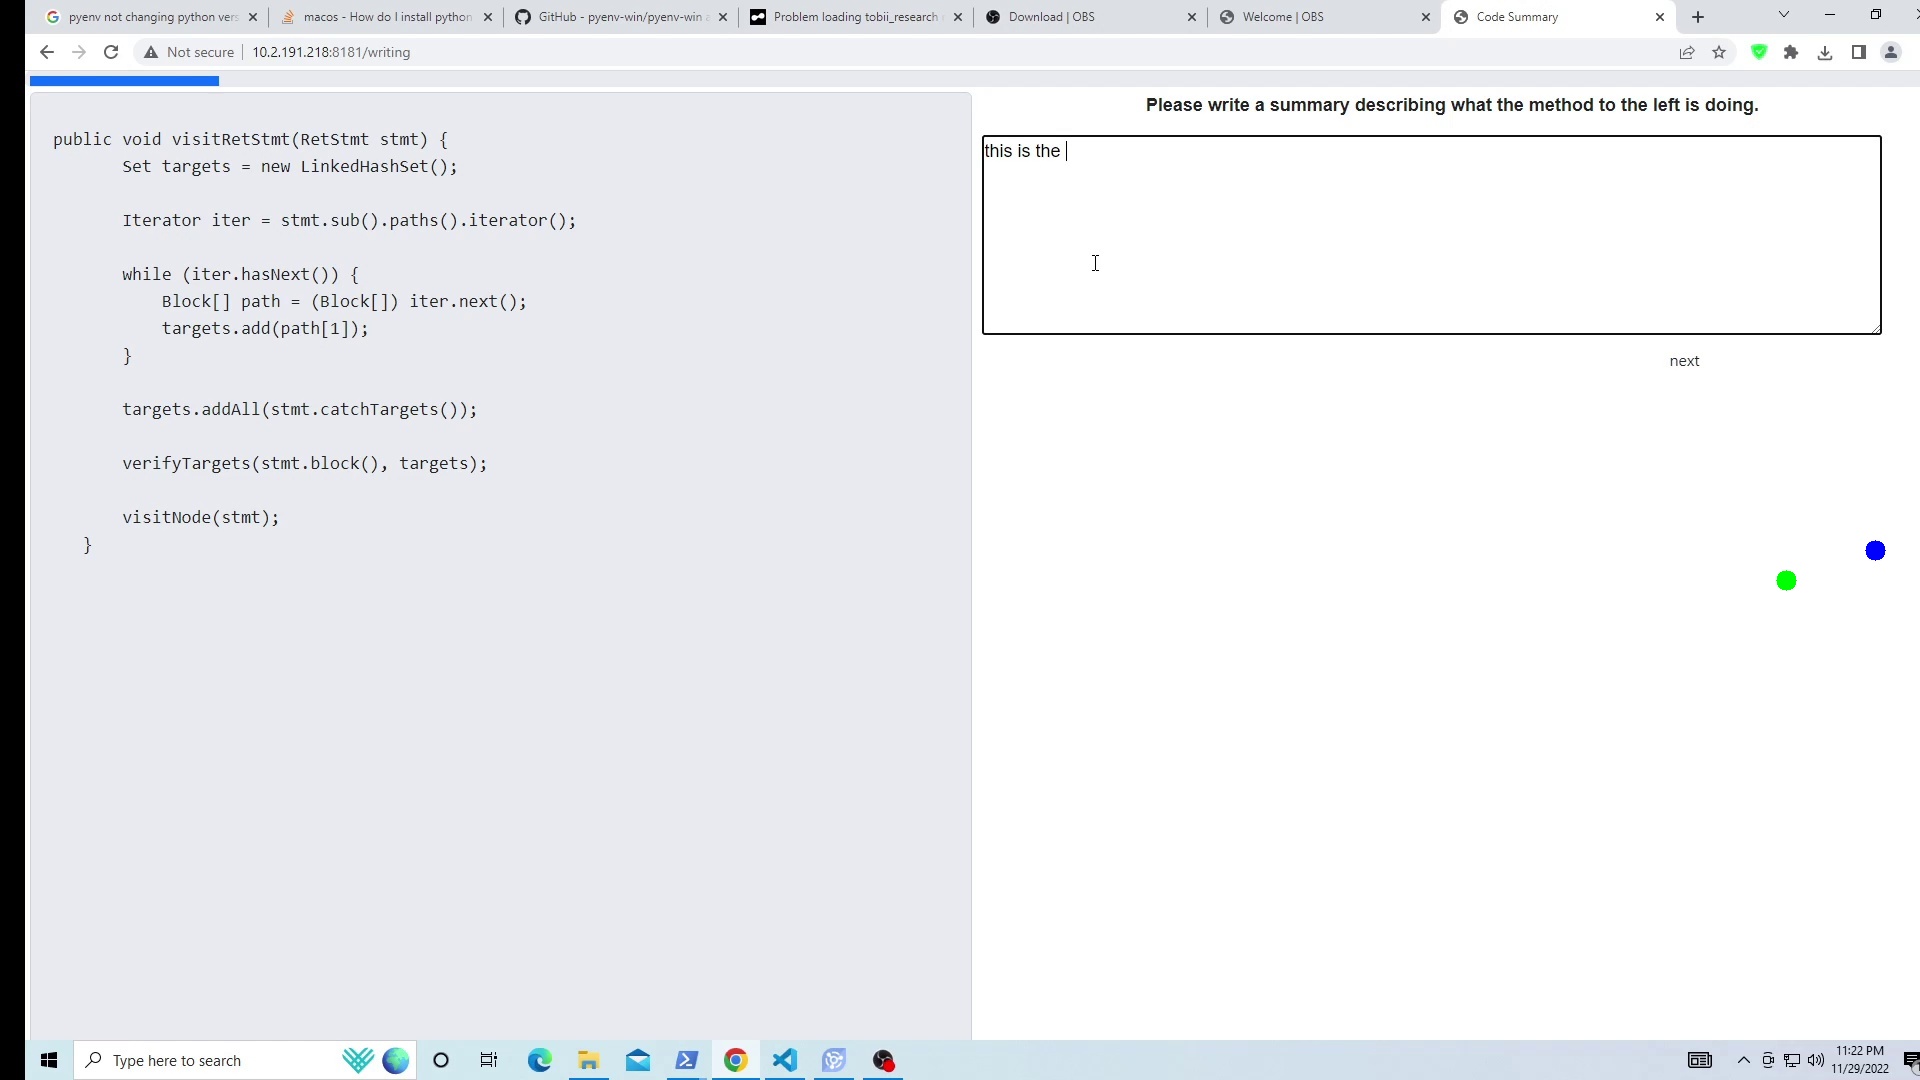 pyenv not changing python vers
macos - How do I install python
GitHub - pyenv-win/pyenv-win a
Problem loading tobii_research
Download | OBS
Welcome | OBS
Code Summary
Not secure
10.2.191.218:8181/writing
public void visitRetStmt(RetStmt stmt) {
Set targets = new LinkedHashSet();
Iterator iter = stmt.sub().paths().iterator();
while (iter.hasNext()) {
Block[] path = (Block[]) iter.next();
targets.add(path[1]);
}
targets.addAll(stmt.catchTargets());
verifyTargets(stmt.block(), targets);
visitNode(stmt);
}
Please write a summary describing what the method to the left is doing.
this is the
next
Type here to search
11:22 PM
11/29/2022